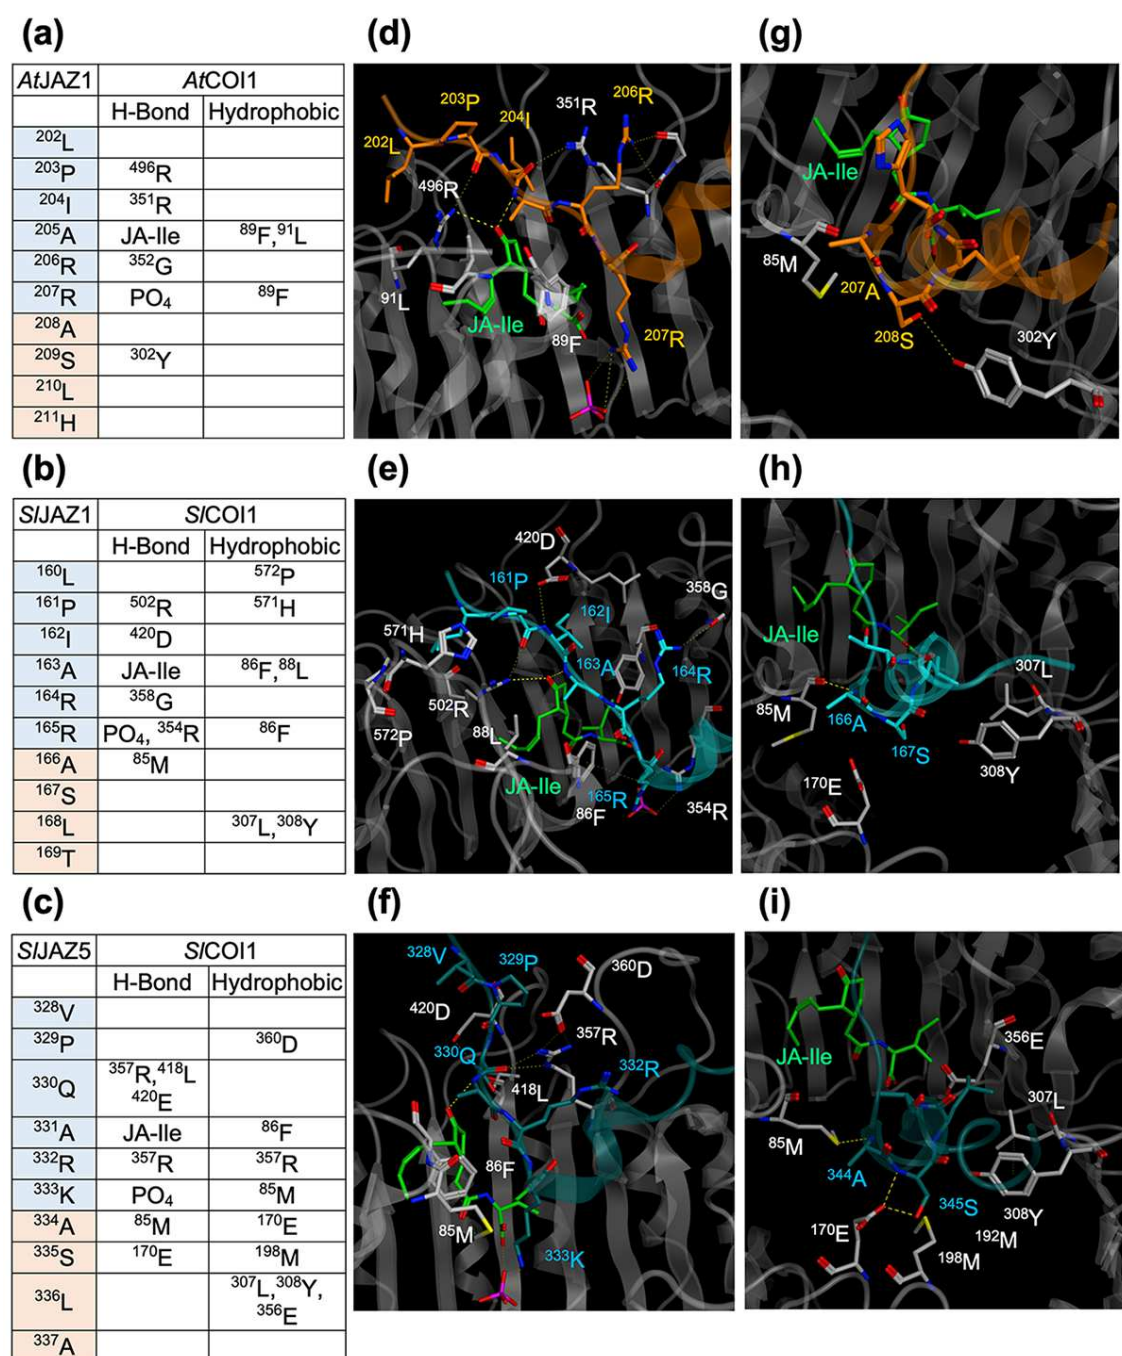 (a)
AtJAZ1 AtCOI1
H-Bond Hydrophobic
202L
203P 496R
204I 351R
205A JA-Ile 89F,91L
206R 352G
207R PO4 89F
208A
209S 302Y
210L
211H
(d)
203P
204I
351R
206R
202L
496R
91L
JA-Ile
89F
207R
(g)
JA-Ile
85M
207A
208S
302Y
(b)
SlJAZ1 SlCOI1
H-Bond Hydrophobic
160L 572P
161P 502R 571H
162I 420D
163A JA-Ile 86F,88L
164R 358G
165R PO4, 354R 86F
166A 85M
167S
168L 307L,308Y
169T
(e)
420D
161P
162I
358G
571H
163A
164R
502R
88L
572P
JA-Ile
86F
165R
354R
(h)
JA-Ile
85M
166A
167S
307L
308Y
170E
(c)
SlJAZ5 SlCOI1
H-Bond Hydrophobic
328V
329P 360D
330Q 357R,418L
420E
331A JA-Ile 86F
332R 357R 357R
333K PO4 85M
334A 85M 170E
335S 170E 198M
336L 307L,308Y,
356E
337A
(f)
328V
329P
360D
420D
357R
330Q
332R
418L
86F
85M
333K
(i)
JA-Ile
356E
307L
85M
344A
345S
308Y
170E
192M
198M